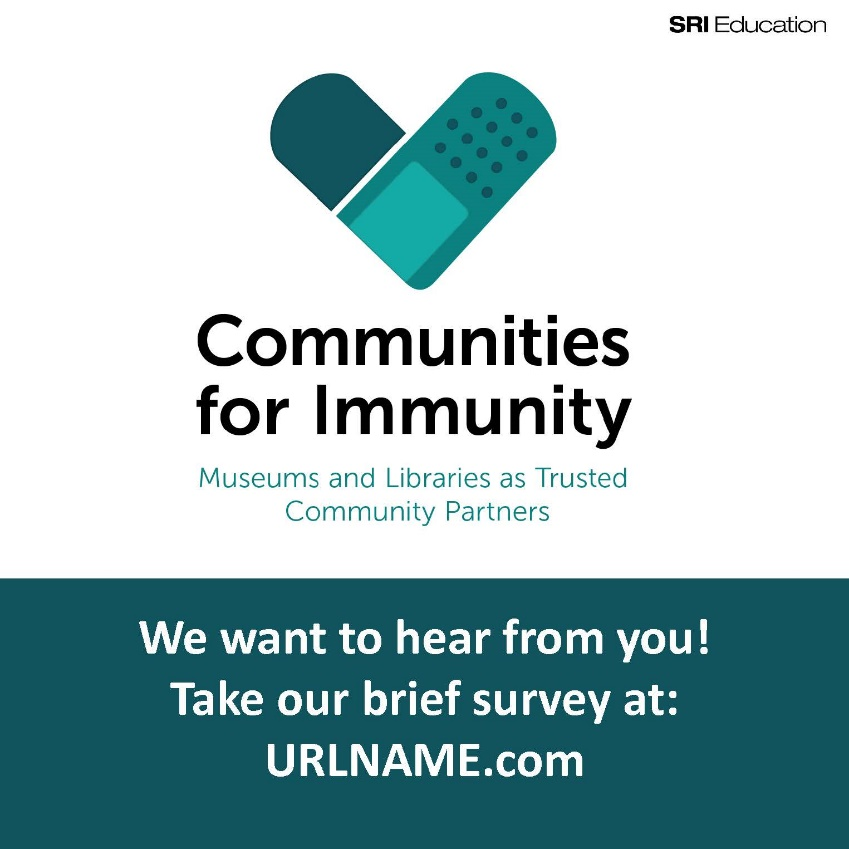 SRI Education
Communities
for Immunity
Museums and Libraries as Trusted
Community Partners
We want to hear from you!
Take our brief survey at:
URLNAME.com